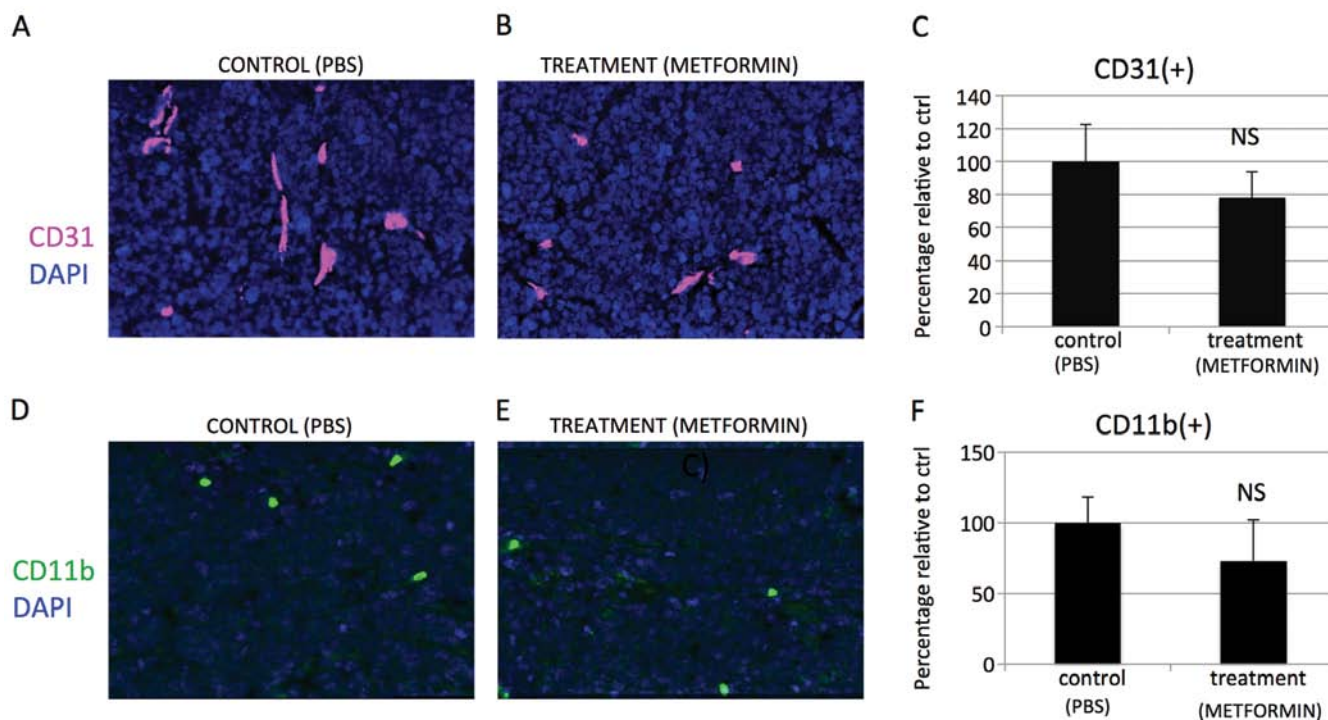 A
CONTROL (PBS)
B
TREATMENT (METFORMIN)
CD31
DAPI
C
CD31(+)
Percentage relative to ctrl
140
120
100
80
60
40
20
0
NS
control
(PBS)
treatment
(METFORMIN)
D
CONTROL (PBS)
E
TREATMENT (METFORMIN)
C)
CD11b
DAPI
F
CD11b(+)
Percentage relative to ctrl
150
100
50
0
NS
control
(PBS)
treatment
(METFORMIN)